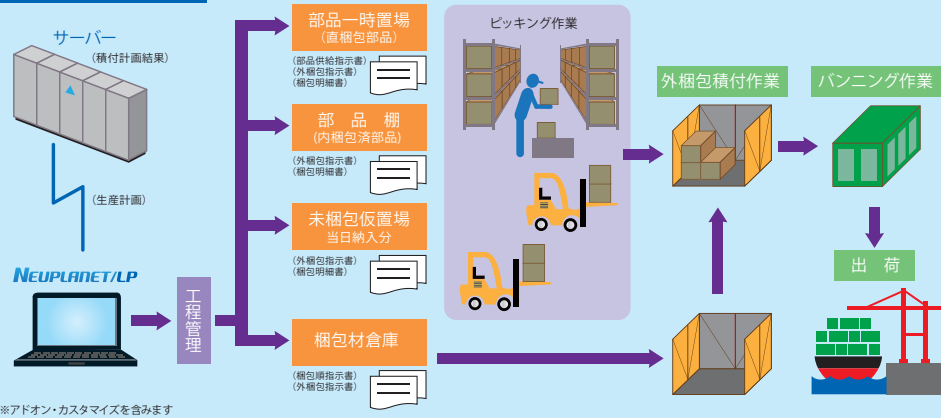 サーバー
（積付計画結果）
（生産計画）
NEUPLANET/LP
工程管理
部品一時置場
（直梱包部品）
（部品供給指示書）
（外梱包指示書）
（梱包明細書）
部 品 棚
(内梱包済部品)
（外梱包指示書）
（梱包明細書）
未梱包仮置場
当日納入分
（外梱包指示書）
（梱包明細書）
梱包材倉庫
（梱包順指示書）
（外梱包指示書）
ピッキング作業
外梱包積付作業
バンニング作業
出 荷
※アドオン・カスタマイズを含みます